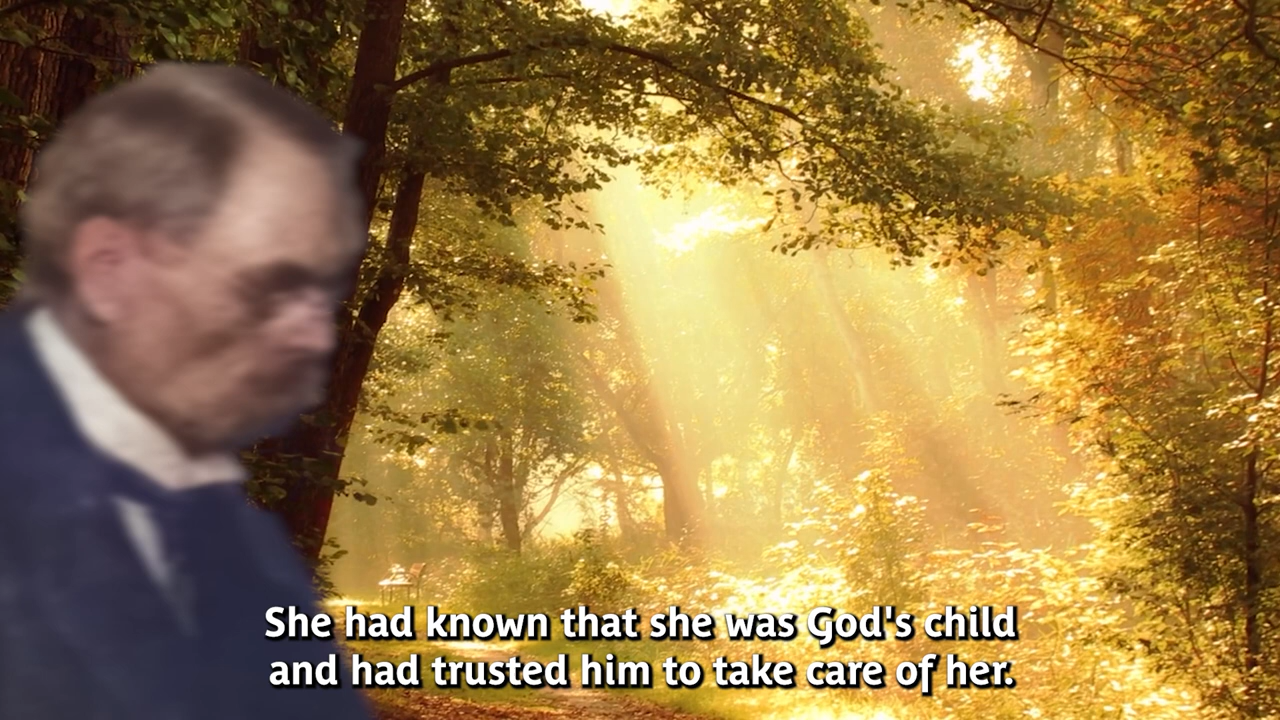 She had known that she was God's child
and had trusted him to take care of her.